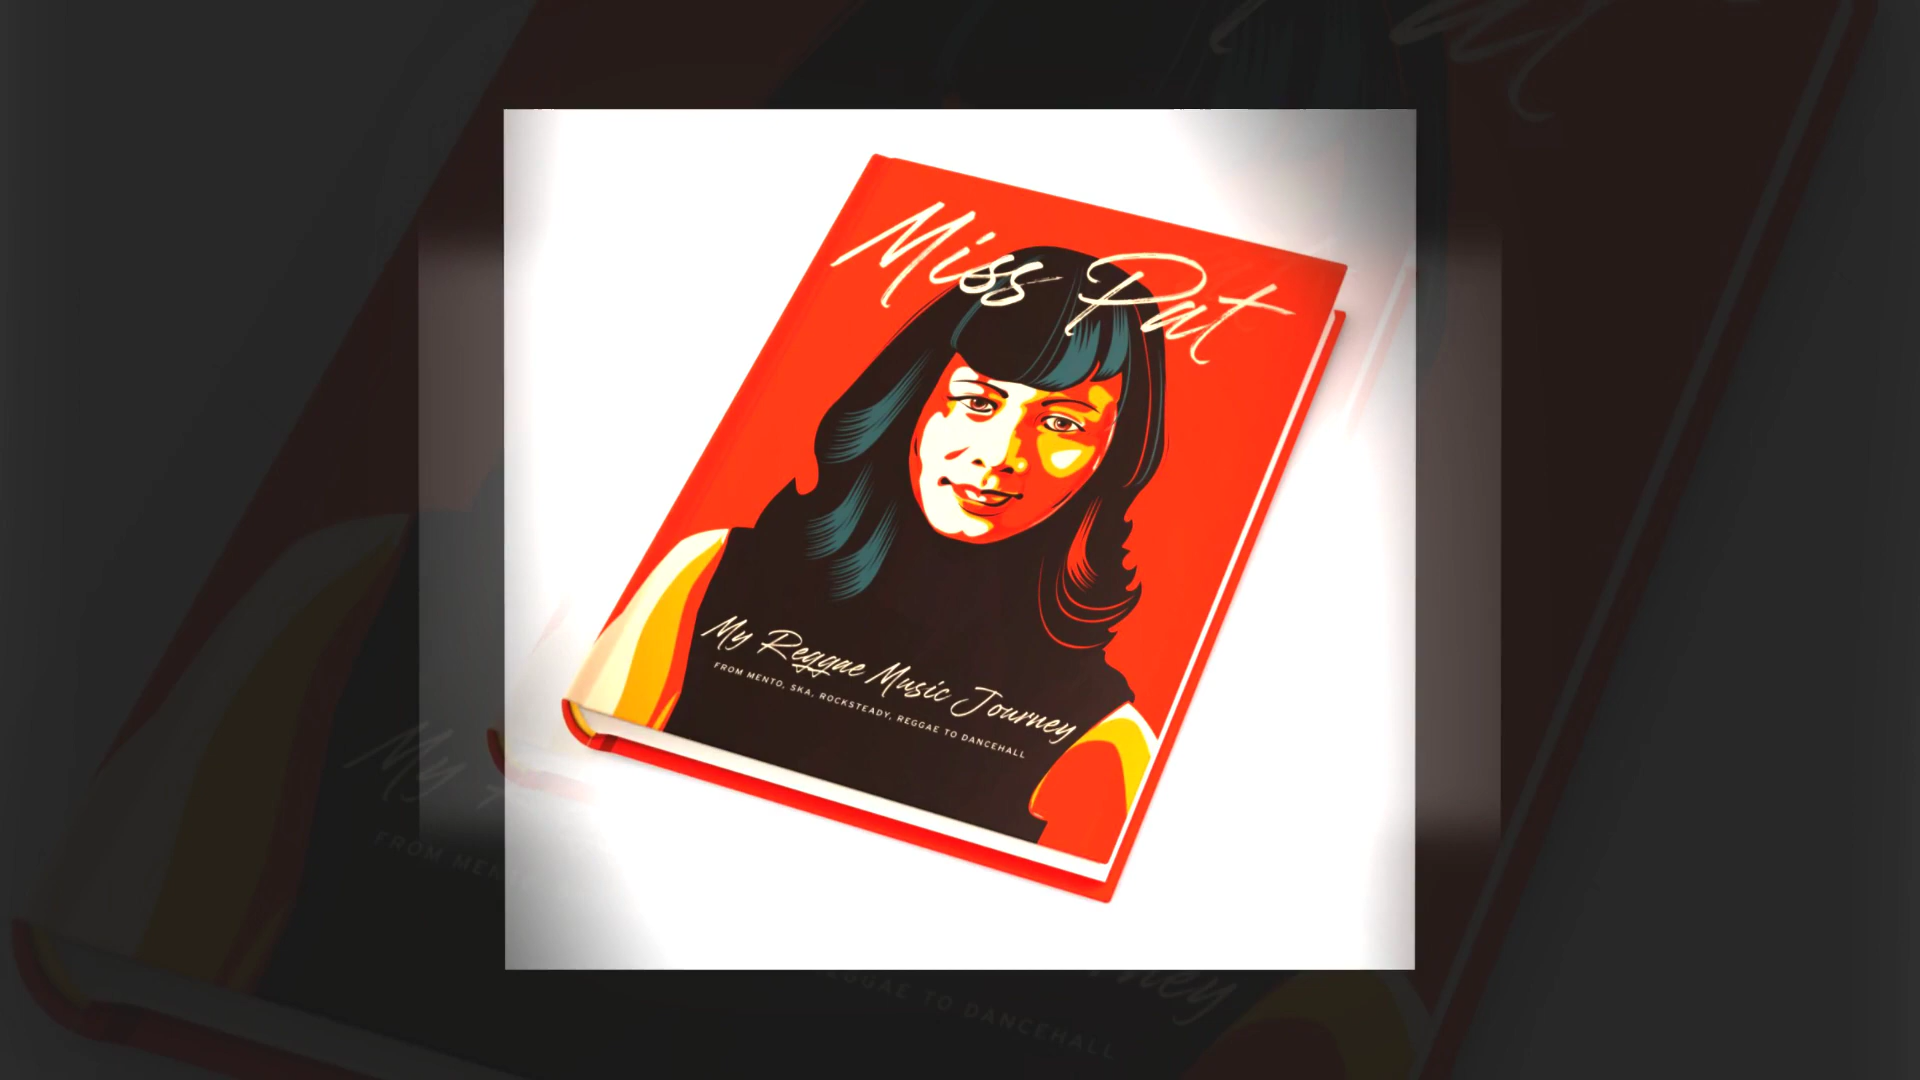 Miss Pat
My Reggae Music Journey
FROM MENTO, SKA, ROCKSTEADY, REGGAE TO DANCEHALL